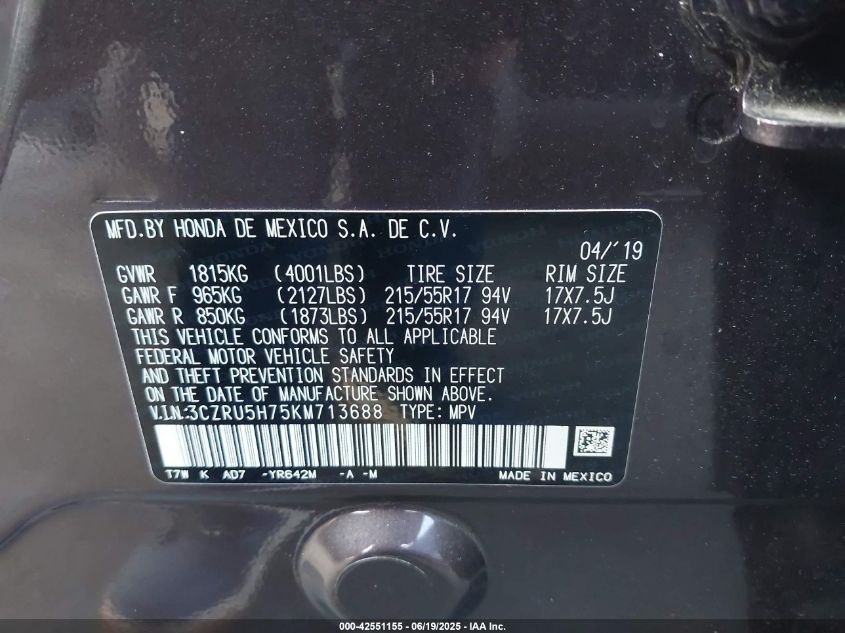 MFD.BY HONDA DE MEXICO S.A. DE C.V.
04/'19
GVWR 1815KG (4001LBS) TIRE SIZE RIM SIZE
GAWR F 965KG (2127LBS) 215/55R17 94V 17X7.5J
GAWR R 850KG (1873LBS) 215/55R17 94V 17X7.5J
THIS VEHICLE CONFORMS TO ALL APPLICABLE
FEDERAL MOTOR VEHICLE SAFETY
AND THEFT PREVENTION STANDARDS IN EFFECT
ON THE DATE OF MANUFACTURE SHOWN ABOVE.
V.I.N.:3CZRU5H75KM713688 TYPE: MPV
T7W K AD7 -YR642M -A -M MADE IN MEXICO
000-42551155 - 06/19/2025 - IAA Inc.